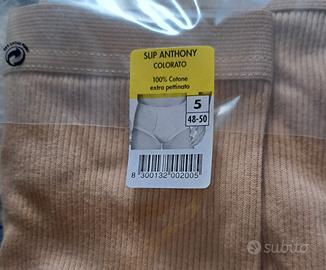 SLIP ANTHONY
COLORATO
100% Cotone
extra pettinato
5
48-50
8 300132 002005
subito